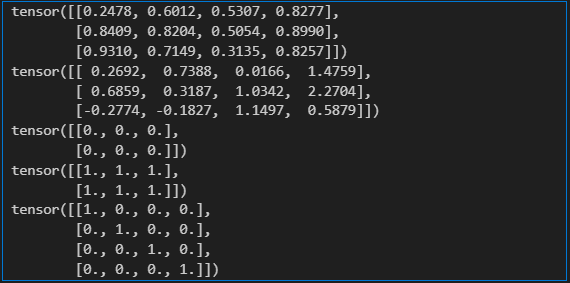 tensor([[0.2478, 0.6012, 0.5307, 0.8277],
        [0.8409, 0.8204, 0.5054, 0.8990],
        [0.9310, 0.7149, 0.3135, 0.8257]])
tensor([[ 0.2692,  0.7388,  0.0166,  1.4759],
        [ 0.6859,  0.3187,  1.0342,  2.2704],
        [-0.2774, -0.1827,  1.1497,  0.5879]])
tensor([[0., 0., 0.],
        [0., 0., 0.]])
tensor([[1., 1., 1.],
        [1., 1., 1.]])
tensor([[1., 0., 0., 0.],
        [0., 1., 0., 0.],
        [0., 0., 1., 0.],
        [0., 0., 0., 1.]])